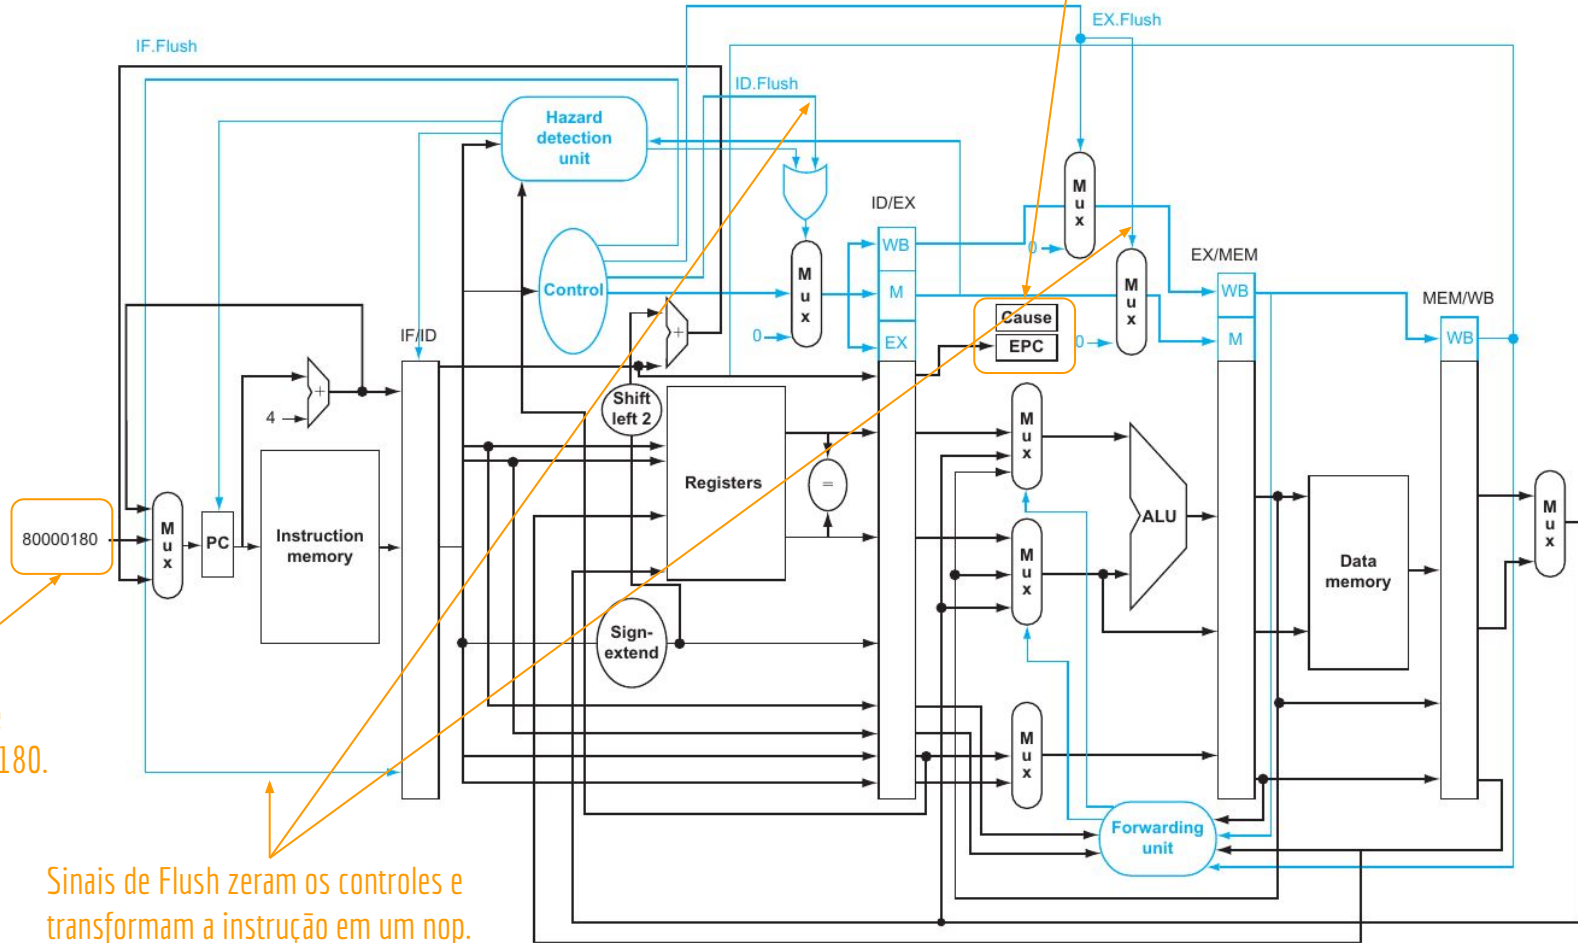 EX.Flush
IF.Flush
ID.Flush
Hazard
detection
unit
M
u
x
ID/EX
WB
0
EX/MEM
M
u
x
M
u
x
Control
M
WB
MEM/WB
Cause
IF/ID
+
0
EX
EPC
0
M
WB
+
4
Shift
left 2
M
u
x
Registers
=
ALU
M
u
x
80000180
M
u
x
PC
Instruction
memory
M
u
x
Data
memory
Sign-
extend
180.
M
u
x
Forwarding
unit
Sinais de Flush zeram os controles e
transformam a instrução em um nop.